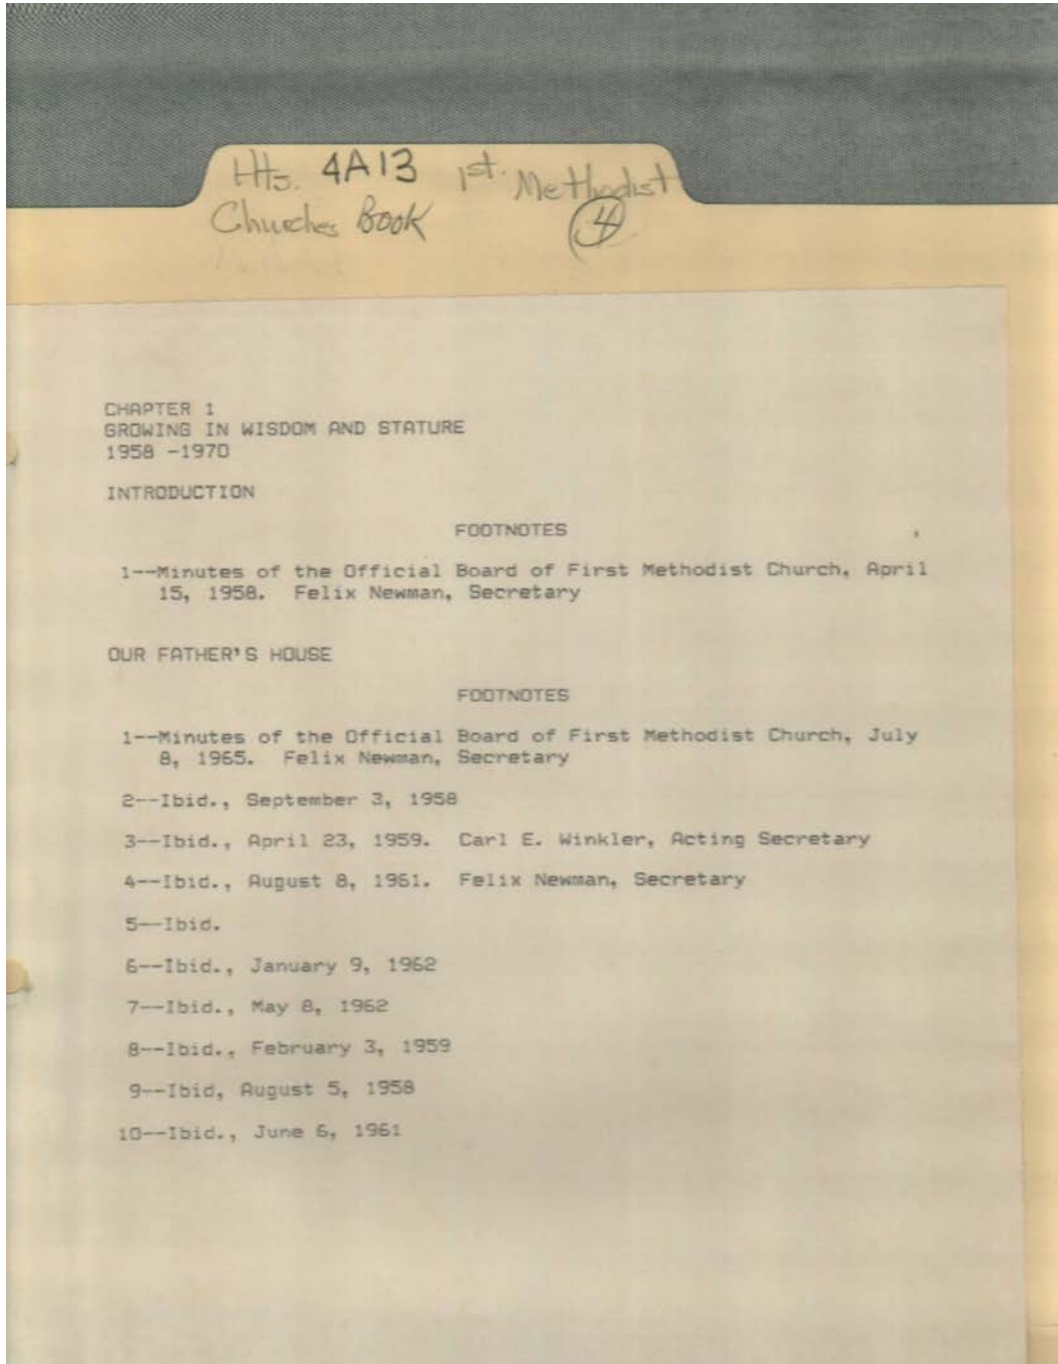 Hts. 4A13 1st. Methodist
Churches Book 4
CHAPTER 1
GROWING IN WISDOM AND STATURE
1958 -1970
INTRODUCTION
FOOTNOTES
1--Minutes of the Official Board of First Methodist Church, April
15, 1958. Felix Newman, Secretary
OUR FATHER'S HOUSE
FOOTNOTES
1--Minutes of the Official Board of First Methodist Church, July
8, 1965. Felix Newman, Secretary
2--Ibid., September 3, 1958
3--Ibid., April 23, 1959. Carl E. Winkler, Acting Secretary
4--Ibid., August 8, 1961. Felix Newman, Secretary
5--Ibid.
6--Ibid., January 9, 1962
7--Ibid., May 8, 1962
8--Ibid., February 3, 1959
9--Ibid, August 5, 1958
10--Ibid., June 6, 1961